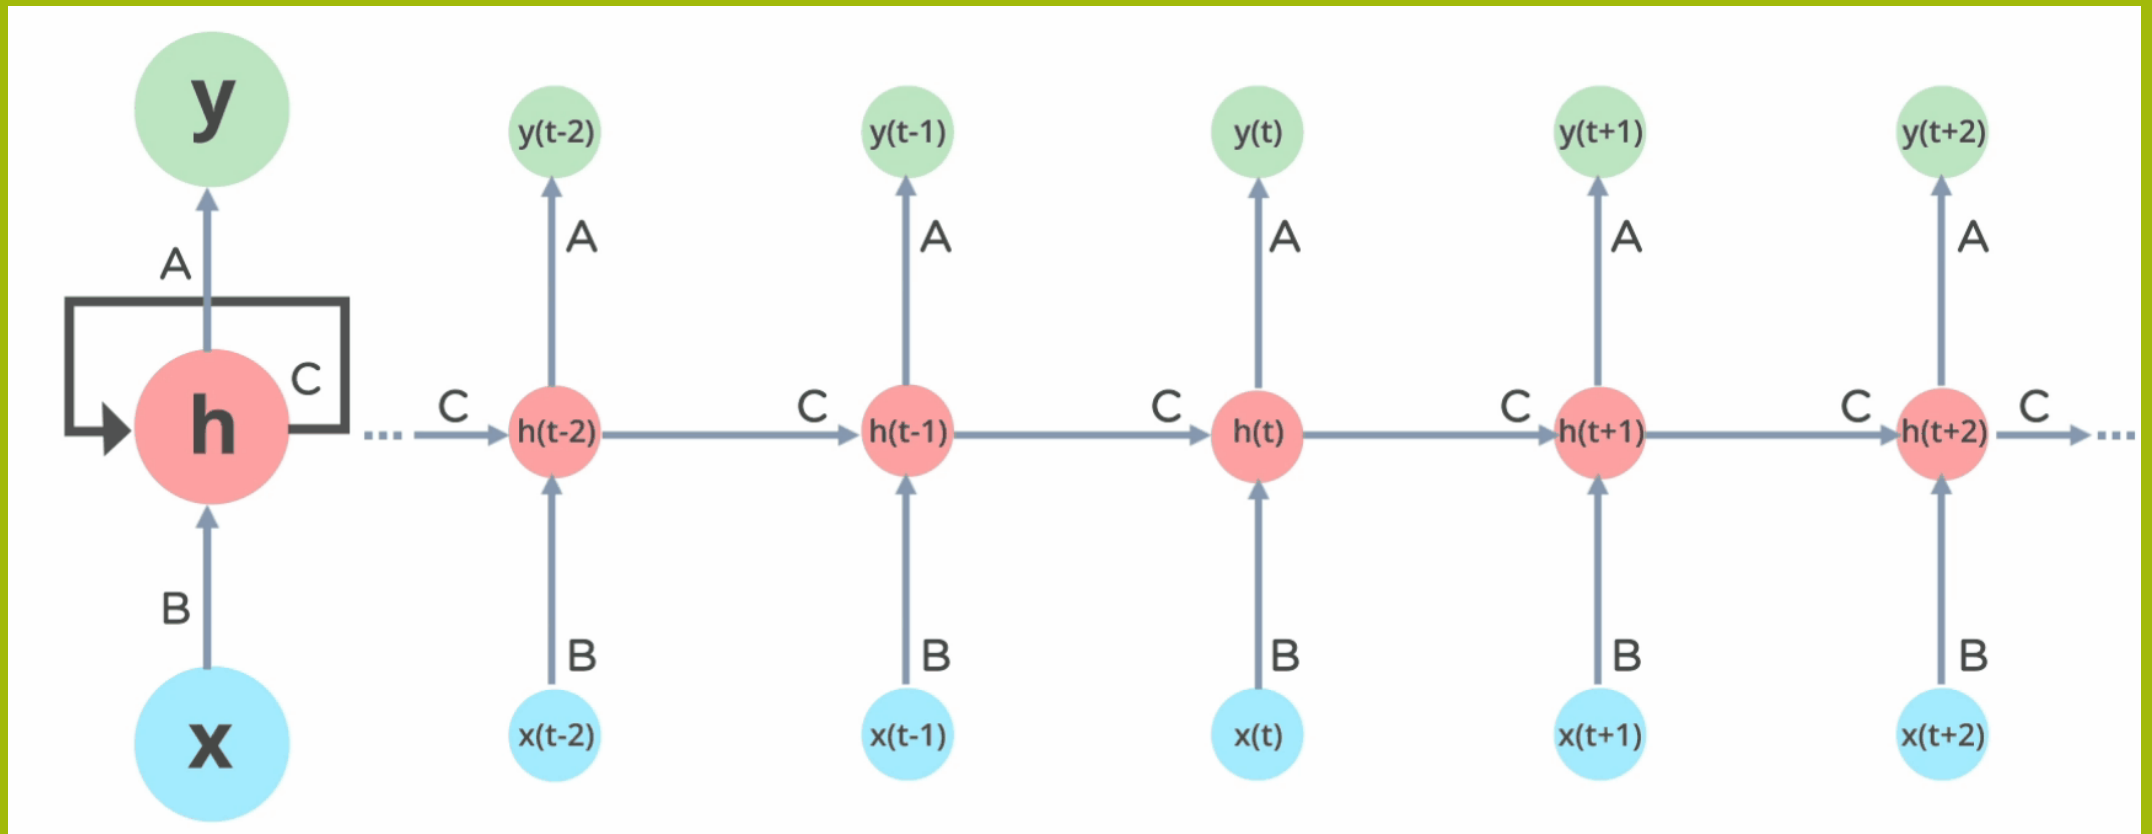 y
y(t-2) y(t-1) y(t) y(t+1) y(t+2)
A A A A A A
C
h
C h(t-2) C h(t-1) C h(t) C h(t+1) C h(t+2) C
B
B B B B B
x
x(t-2) x(t-1) x(t) x(t+1) x(t+2)